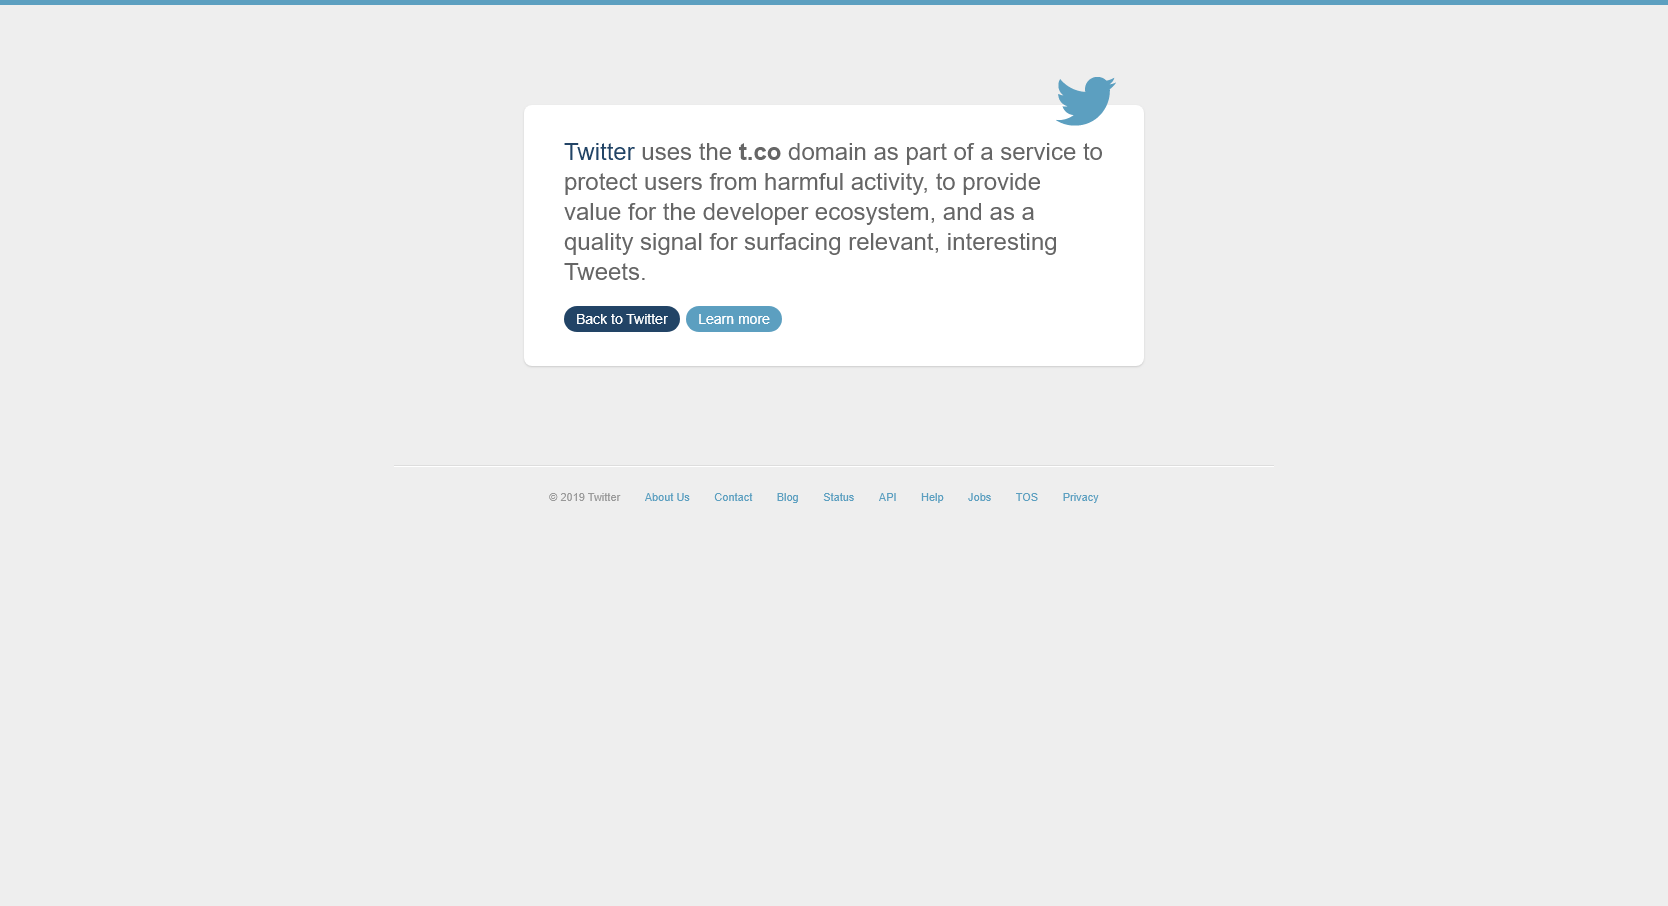 Twitter uses the t.co domain as part of a service to
protect users from harmful activity, to provide
value for the developer ecosystem, and as a
quality signal for surfacing relevant, interesting
Tweets.
Back to Twitter Learn more
© 2019 Twitter About Us Contact Blog Status API Help Jobs TOS Privacy